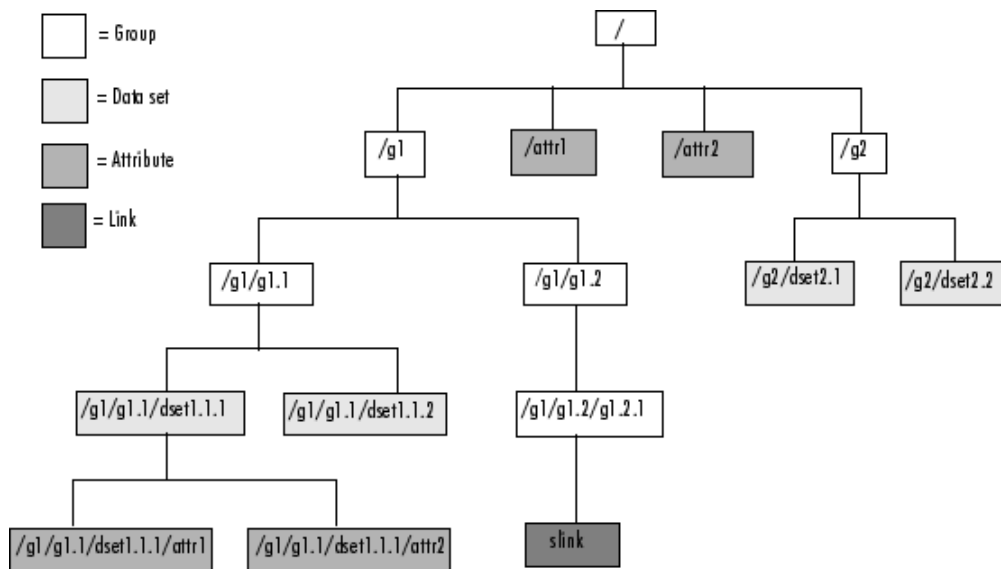 = Group
/
= Data set
/g1
/attr1
/attr2
/g2
= Attribute
= Link
/g1/g1.1
/g1/g1.2
/g2/dset2.1
/g2/dset2.2
/g1/g1.1/dset1.1.1
/g1/g1.1/dset1.1.2
/g1/g1.2/g1.2.1
/g1/g1.1/dset1.1.1/attr1
/g1/g1.1/dset1.1.1/attr2
slink